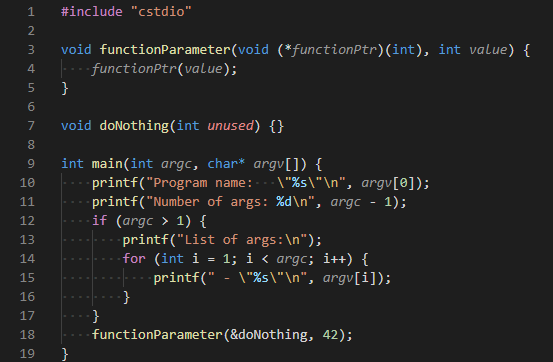 1 #include "cstdio"
2
3 void functionParameter(void (*functionPtr)(int), int value) {
4     functionPtr(value);
5 }
6
7 void doNothing(int unused) {}
8
9 int main(int argc, char* argv[]) {
10     printf("Program name:   \"%s\"\n", argv[0]);
11     printf("Number of args: %d\n", argc - 1);
12     if (argc > 1) {
13         printf("List of args:\n");
14         for (int i = 1; i < argc; i++) {
15             printf(" - \"%s\"\n", argv[i]);
16         }
17     }
18     functionParameter(&doNothing, 42);
19 }